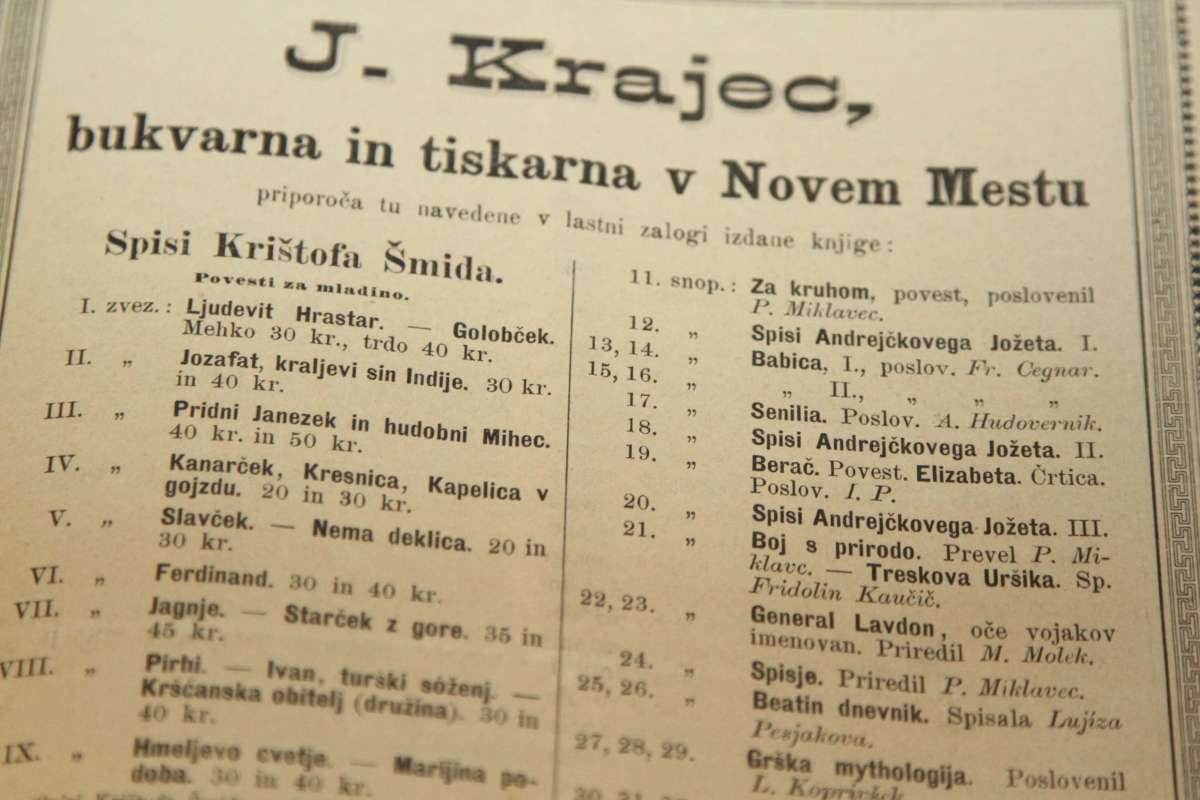 J. Krajec,
bukvarna in tiskarna v Novem Mestu
priporoča tu navedene v lastni zalogi izdane knjige:
Spisi Krištofa Šmida.
Povesti za mladino.
I. zvez.: Ljudevit Hrastar. — Golobček.
Mehko 30 kr., trdo 40 kr.
II. „ Jozafat, kraljevi sin Indije. 30 kr.
in 40 kr.
III. „ Pridni Janezek in hudobni Mihec.
40 kr. in 50 kr.
IV. „ Kanarček, Kresnica, Kapelica v
gojzdu. 20 in 30 kr.
V. „ Slavček. — Nema deklica. 20 in
30 kr.
VI. „ Ferdinand. 30 in 40 kr.
VII. „ Jagnje. — Starček z gore. 35 in
45 kr.
VIII. „ Pirhi. — Ivan, turški sóženj. —
Kršćanska obitelj (družina). 30 in
40 kr.
IX. „ Hmeljevo cvetje. — Marijina po-
doba. 30 in 40 kr.
11. snop.: Za kruhom, povest, poslovenil
P. Miklavec.
12. „ Spisi Andrejčkovega Jožeta. I.
13, 14. „ Babica, I., poslov. Fr. Cegnar.
15, 16. „ „ II., „ „ „
17. „ Senilia. Poslov. A. Hudovernik.
18. „ Spisi Andrejčkovega Jožeta. II.
19. „ Berač. Povest. Elizabeta. Črtica.
Poslov. I. P.
20. „ Spisi Andrejčkovega Jožeta. III.
21. „ Boj s prirodo. Prevel P. Mi-
klavc. — Treskova Uršika. Sp.
Fridolin Kaučič.
22, 23. „ General Lavdon, oče vojakov
imenovan. Priredil M. Molek.
24. „ Spisje. Priredil P. Miklavec.
25, 26. „ Beatin dnevnik. Spisala Lujíza
Pesjakova.
27, 28, 29. Grška mythologija. Poslovenil
L. Kopriršek